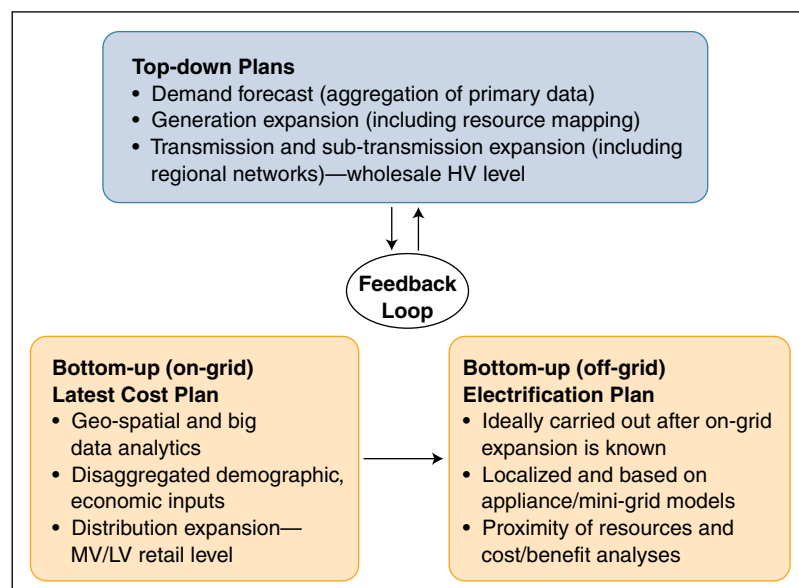 Top-down Plans
• Demand forecast (aggregation of primary data)
• Generation expansion (including resource mapping)
• Transmission and sub-transmission expansion (including
regional networks)—wholesale HV level
Feedback
Loop
Bottom-up (on-grid)
Latest Cost Plan
• Geo-spatial and big
data analytics
• Disaggregated demographic,
economic inputs
• Distribution expansion—
MV/LV retail level
Bottom-up (off-grid)
Electrification Plan
• Ideally carried out after on-grid
expansion is known
• Localized and based on
appliance/mini-grid models
• Proximity of resources and
cost/benefit analyses